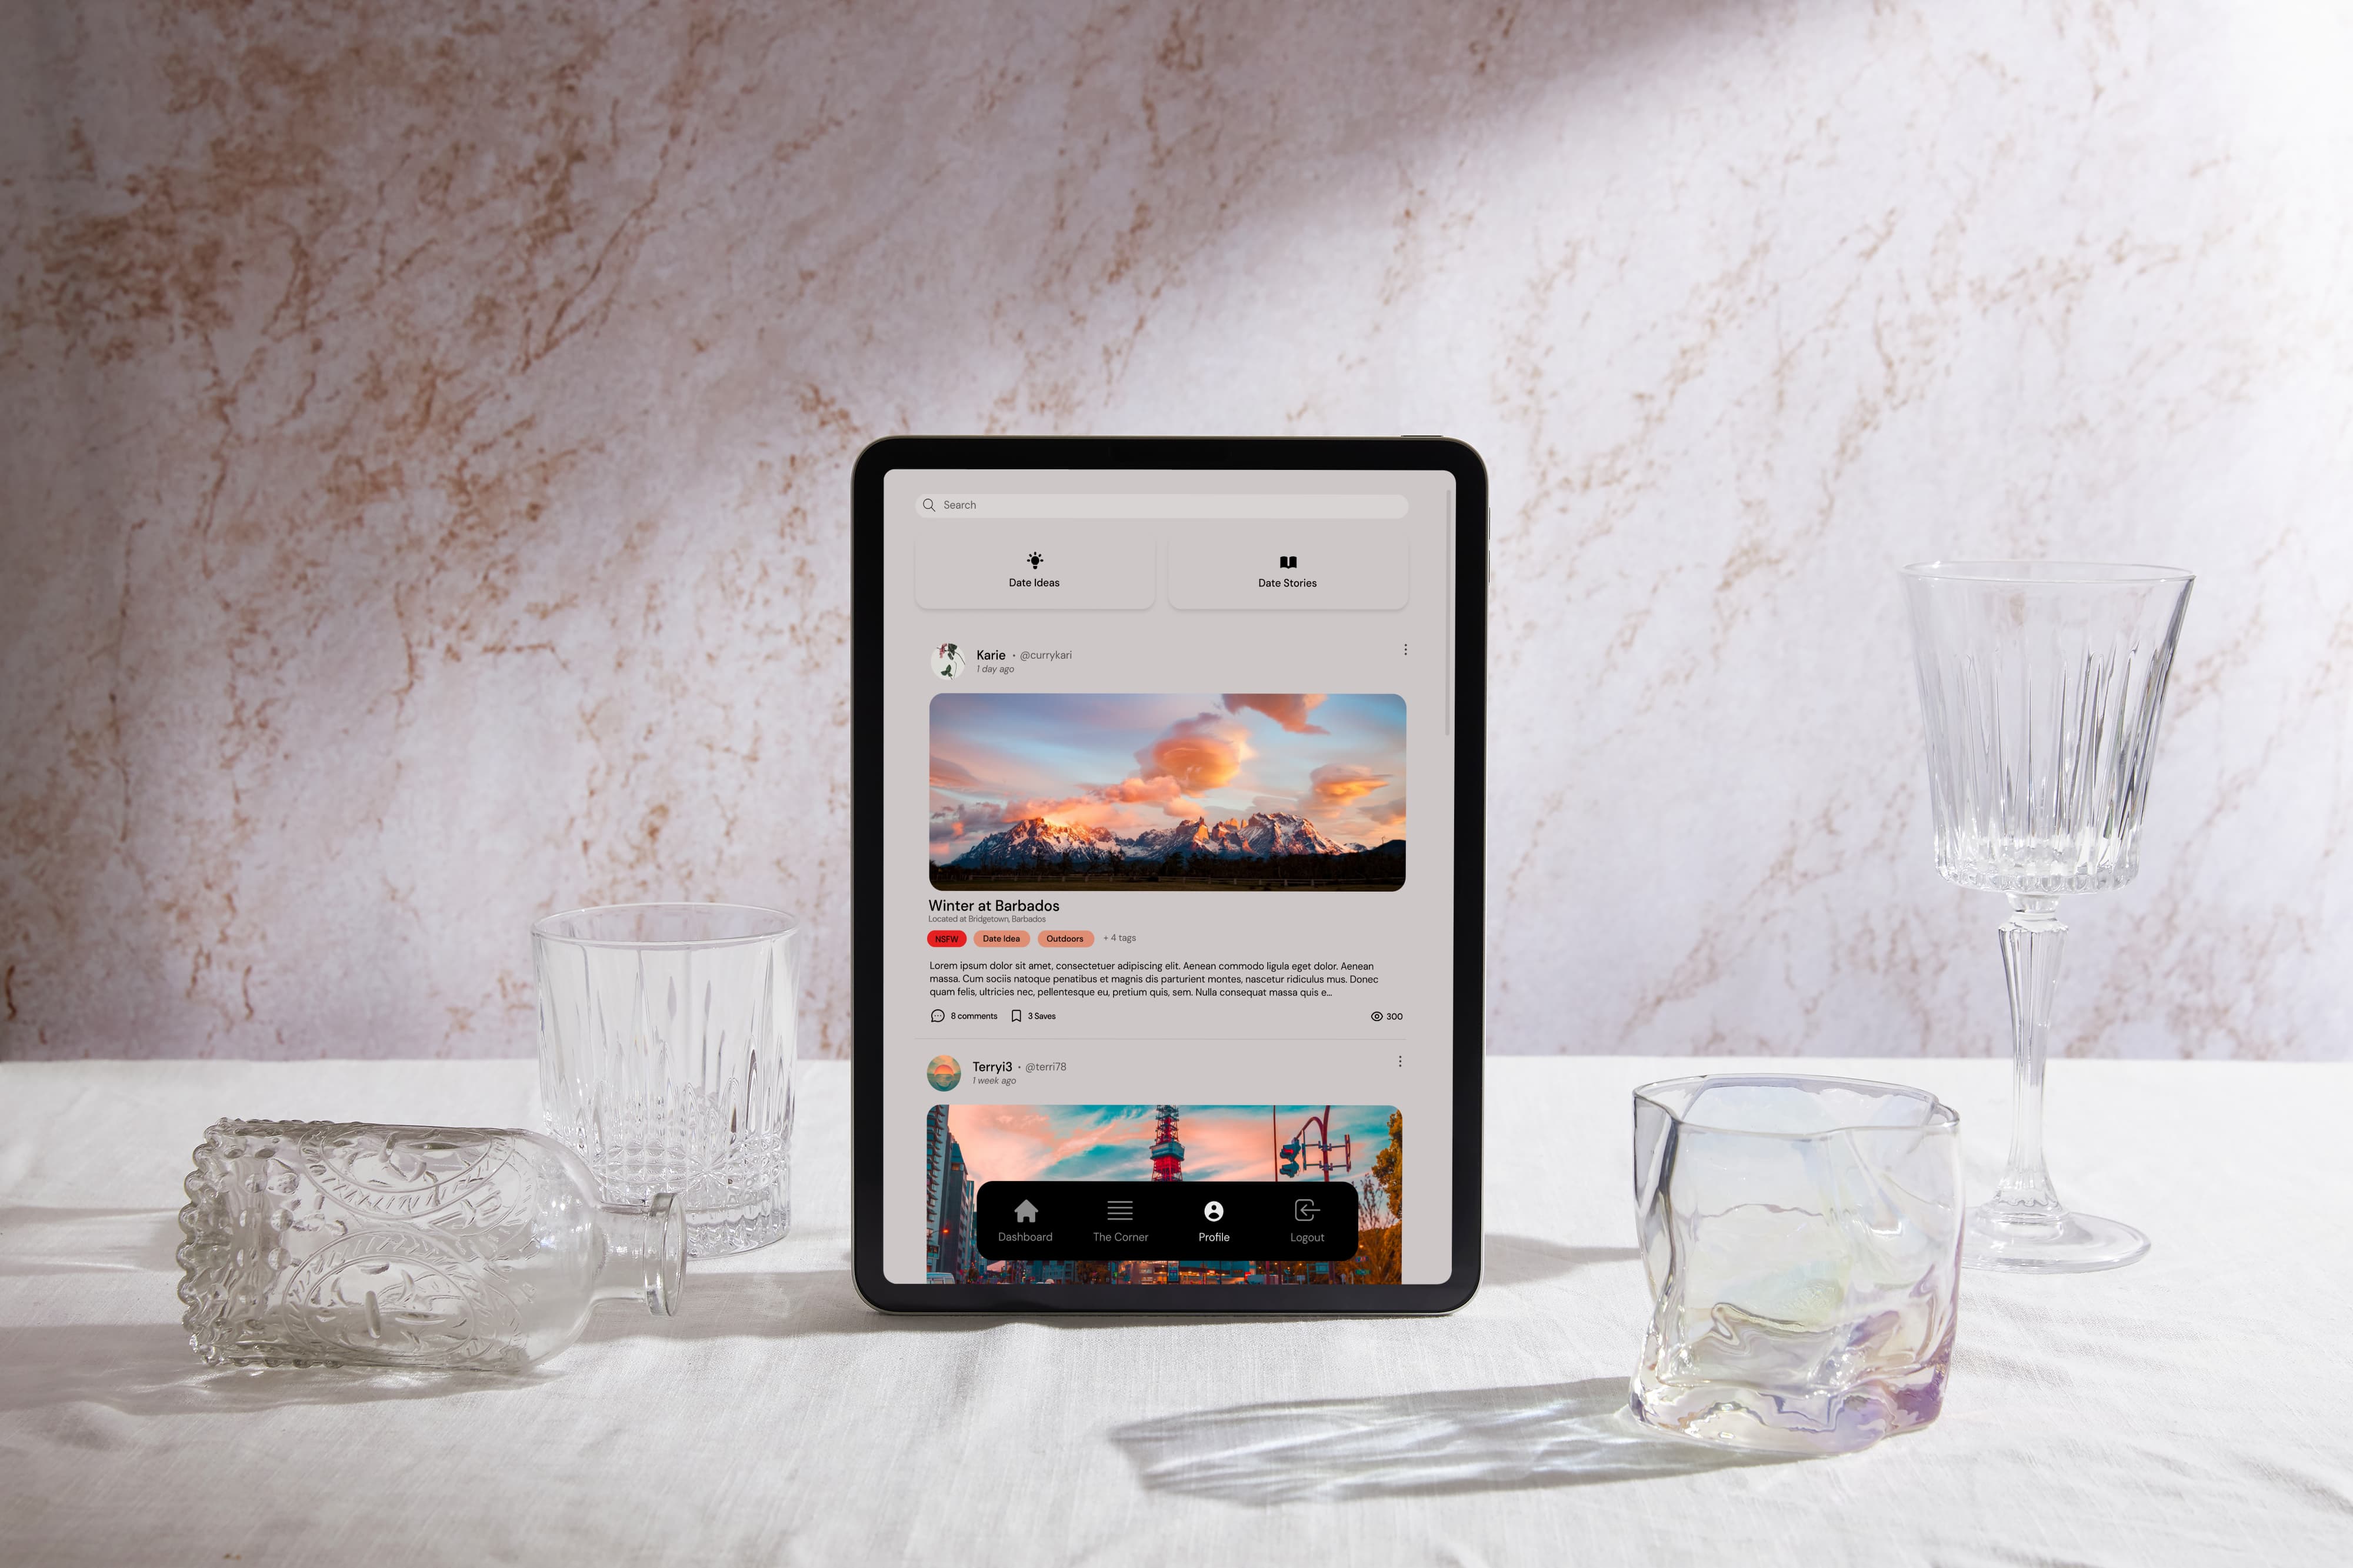 Search
Date Ideas
Date Stories
Karie • @currykari
1 day ago
Winter at Barbados
Located at Bridgetown, Barbados
NSFW Date Idea Outdoors + 4 tags
Lorem ipsum dolor sit amet, consectetuer adipiscing elit. Aenean commodo ligula eget dolor. Aenean
massa. Cum sociis natoque penatibus et magnis dis parturient montes, nascetur ridiculus mus. Donec
quam felis, ultricies nec, pellentesque eu, pretium quis, sem. Nulla consequat massa quis e...
8 comments 3 Saves 300
Terryi3 • @terri78
1 week ago
Dashboard The Corner Profile Logout